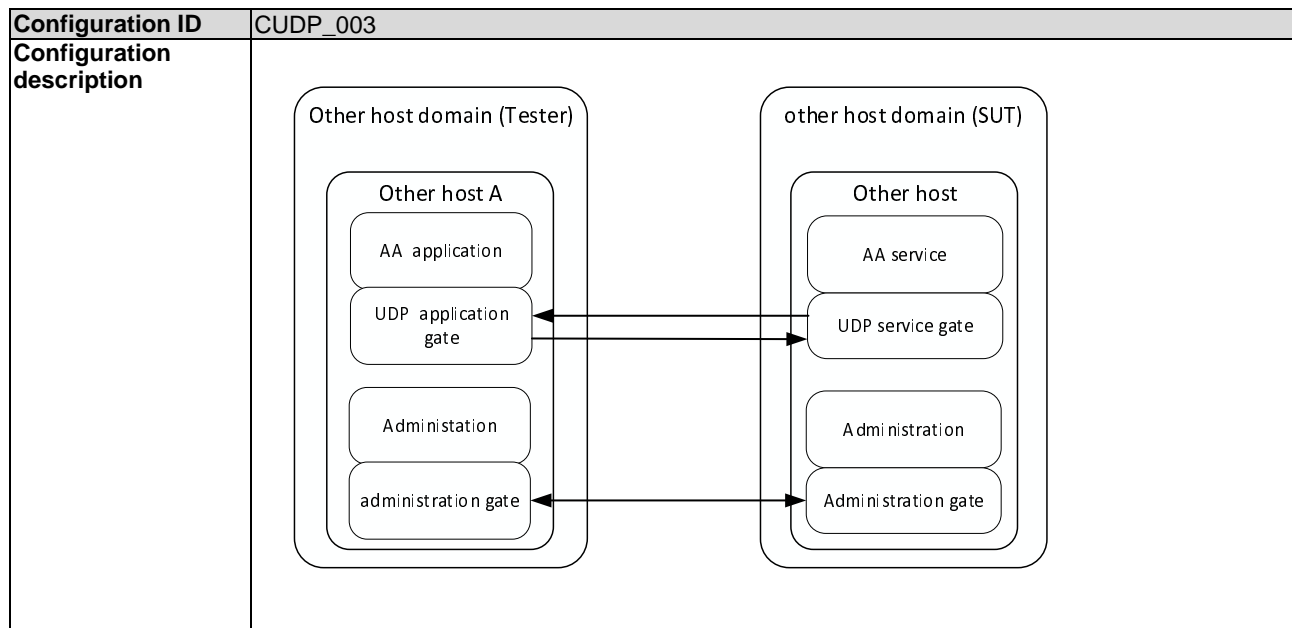 Configuration ID
CUDP_003
Configuration
description
Other host domain (Tester)
Other host A
AA application
UDP application
gate
Administation
administration gate
other host domain (SUT)
Other host
AA service
UDP service gate
Administration
Administration gate